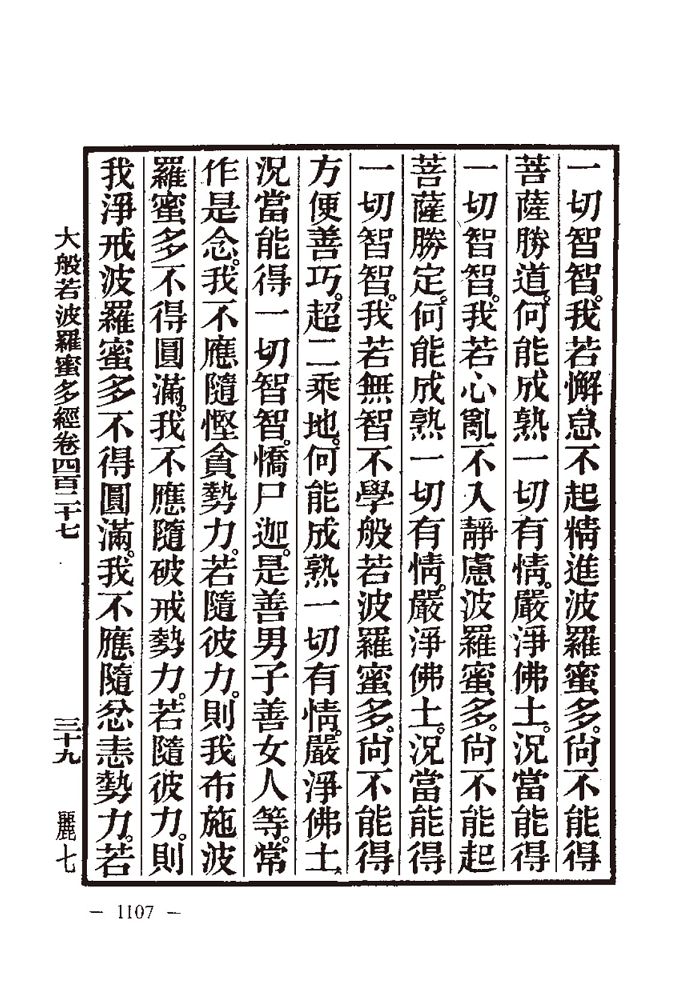 一切智智。我若懈怠不起精進波羅蜜多。尚不能得
菩薩勝道。何能成熟一切有情。嚴淨佛土。況當能得
一切智智。我若心亂不入靜慮波羅蜜多。尚不能起
菩薩勝定。何能成熟一切有情。嚴淨佛土。況當能得
一切智智。我若無智不學般若波羅蜜多。尚不能得
方便善巧。超二乘地。何能成熟一切有情。嚴淨佛土。
況當能得一切智智。憍尸迦。是善男子善女人等。常
作是念。我不應隨慳貪勢力。若隨彼力。則我布施波
羅蜜多不得圓滿。我不應隨破戒勢力。若隨彼力。則
我淨戒波羅蜜多不得圓滿。我不應隨忿恚勢力。若
大般若波羅蜜多經卷四百二十七 三十九 麗七
— 1107 —